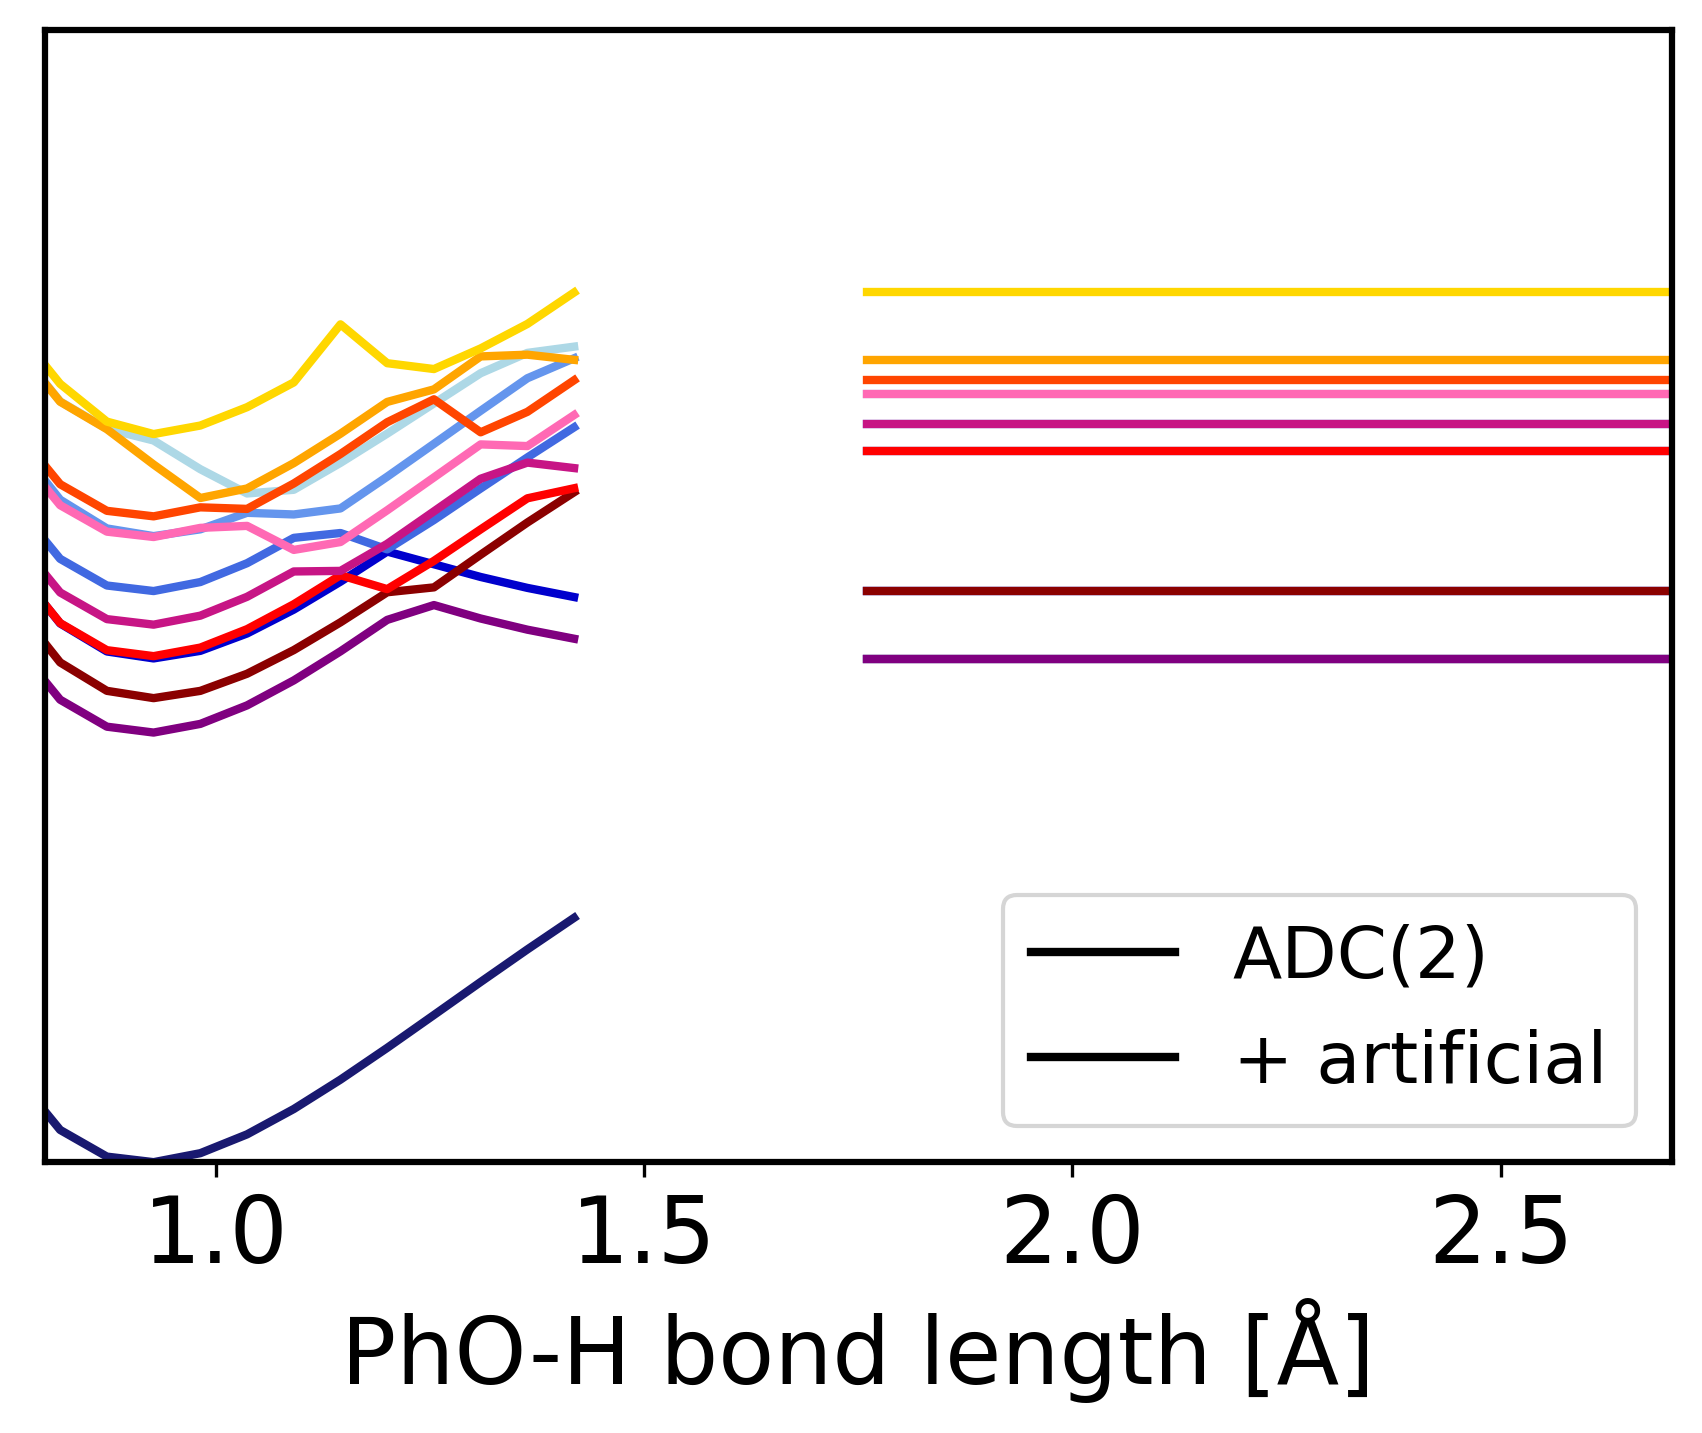 ADC(2)
+ artificial
1.0 1.5 2.0 2.5
PhO-H bond length [Å]